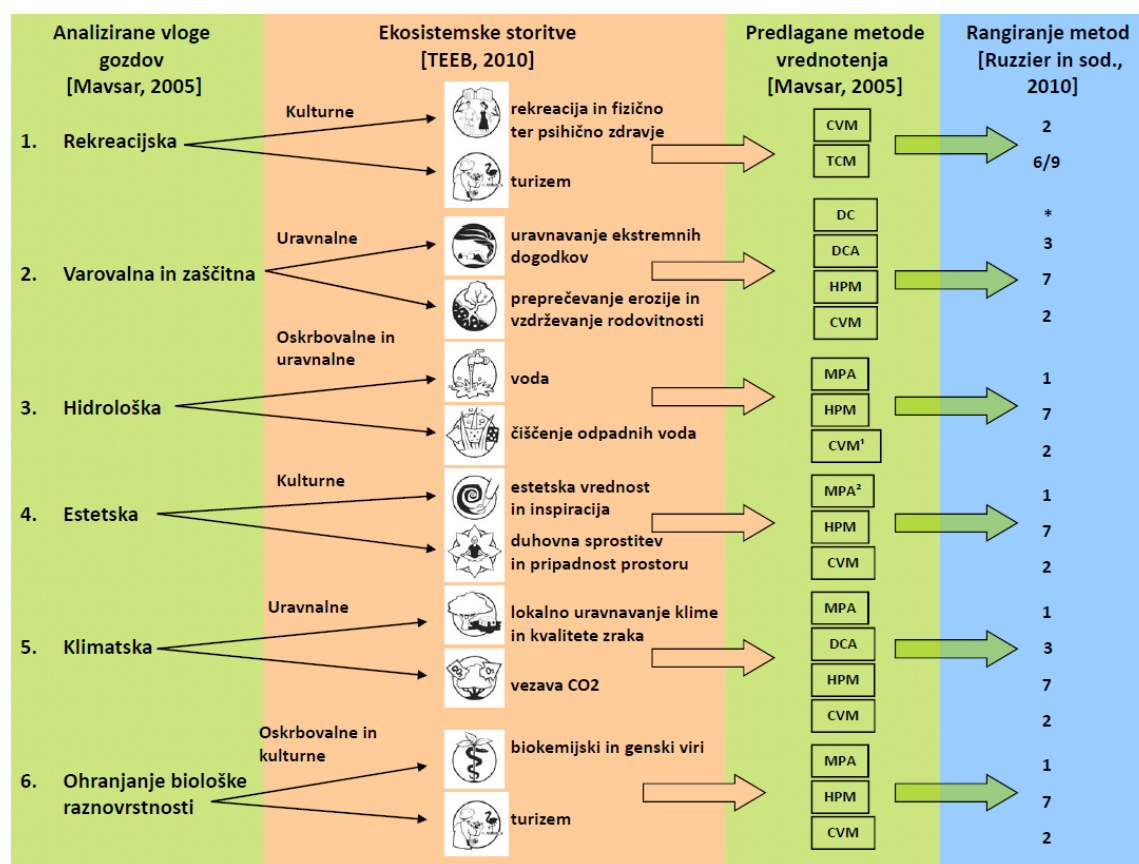 Analizirane vloge
gozdov
[Mavsar, 2005]
Ekosistemske storitve
[TEEB, 2010]
Predlagane metode
vrednotenja
[Mavsar, 2005]
Rangiranje metod
[Ruzzier in sod.,
2010]
1. Rekreacijska
Kulturne
rekreacija in fizično
ter psihično zdravje
turizem
CVM
TCM
2
6/9
2. Varovalna in zaščitna
Uravnalne
uravnavanje ekstremnih
dogodkov
preprečevanje erozije in
vzdrževanje rodovitnosti
DC
DCA
HPM
CVM
*
3
7
2
3. Hidrološka
Oskrbovalne in
uravnalne
voda
čiščenje odpadnih voda
MPA
HPM
CVM¹
1
7
2
4. Estetska
Kulturne
estetska vrednost
in inspiracija
duhovna sprostitev
in pripadnost prostoru
MPA²
HPM
CVM
1
7
2
5. Klimatska
Uravnalne
lokalno uravnavanje klime
in kvalitete zraka
vezava CO2
MPA
DCA
HPM
CVM
1
3
7
2
6. Ohranjanje biološke
raznovrstnosti
Oskrbovalne in
kulturne
biokemijski in genski viri
turizem
MPA
HPM
CVM
1
7
2